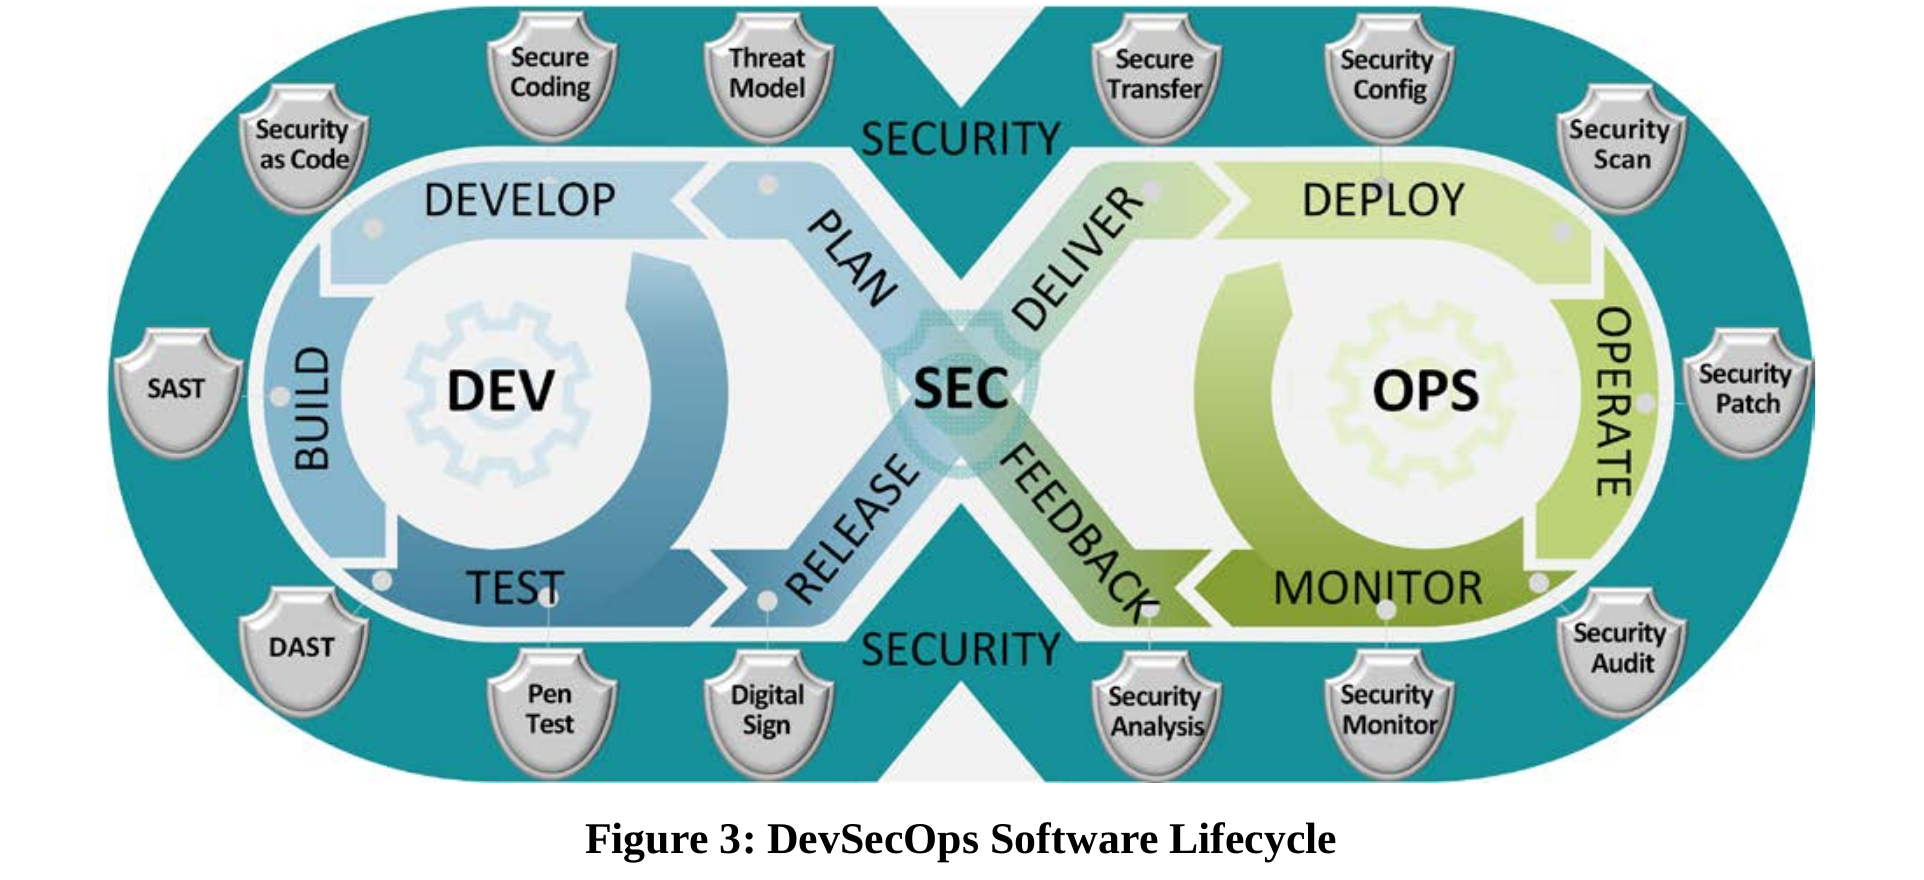 Secure
Coding
Threat
Model
Secure
Transfer
Security
Config
Security
as Code
SECURITY
Security
Scan
DEVELOP
PLAN
DELIVER
DEPLOY
BUILD
OPERATE
SAST
DEV
SEC
OPS
Security
Patch
TEST
RELEASE
FEEDBACK
MONITOR
DAST
SECURITY
Security
Audit
Pen
Test
Digital
Sign
Security
Analysis
Security
Monitor
Figure 3: DevSecOps Software Lifecycle